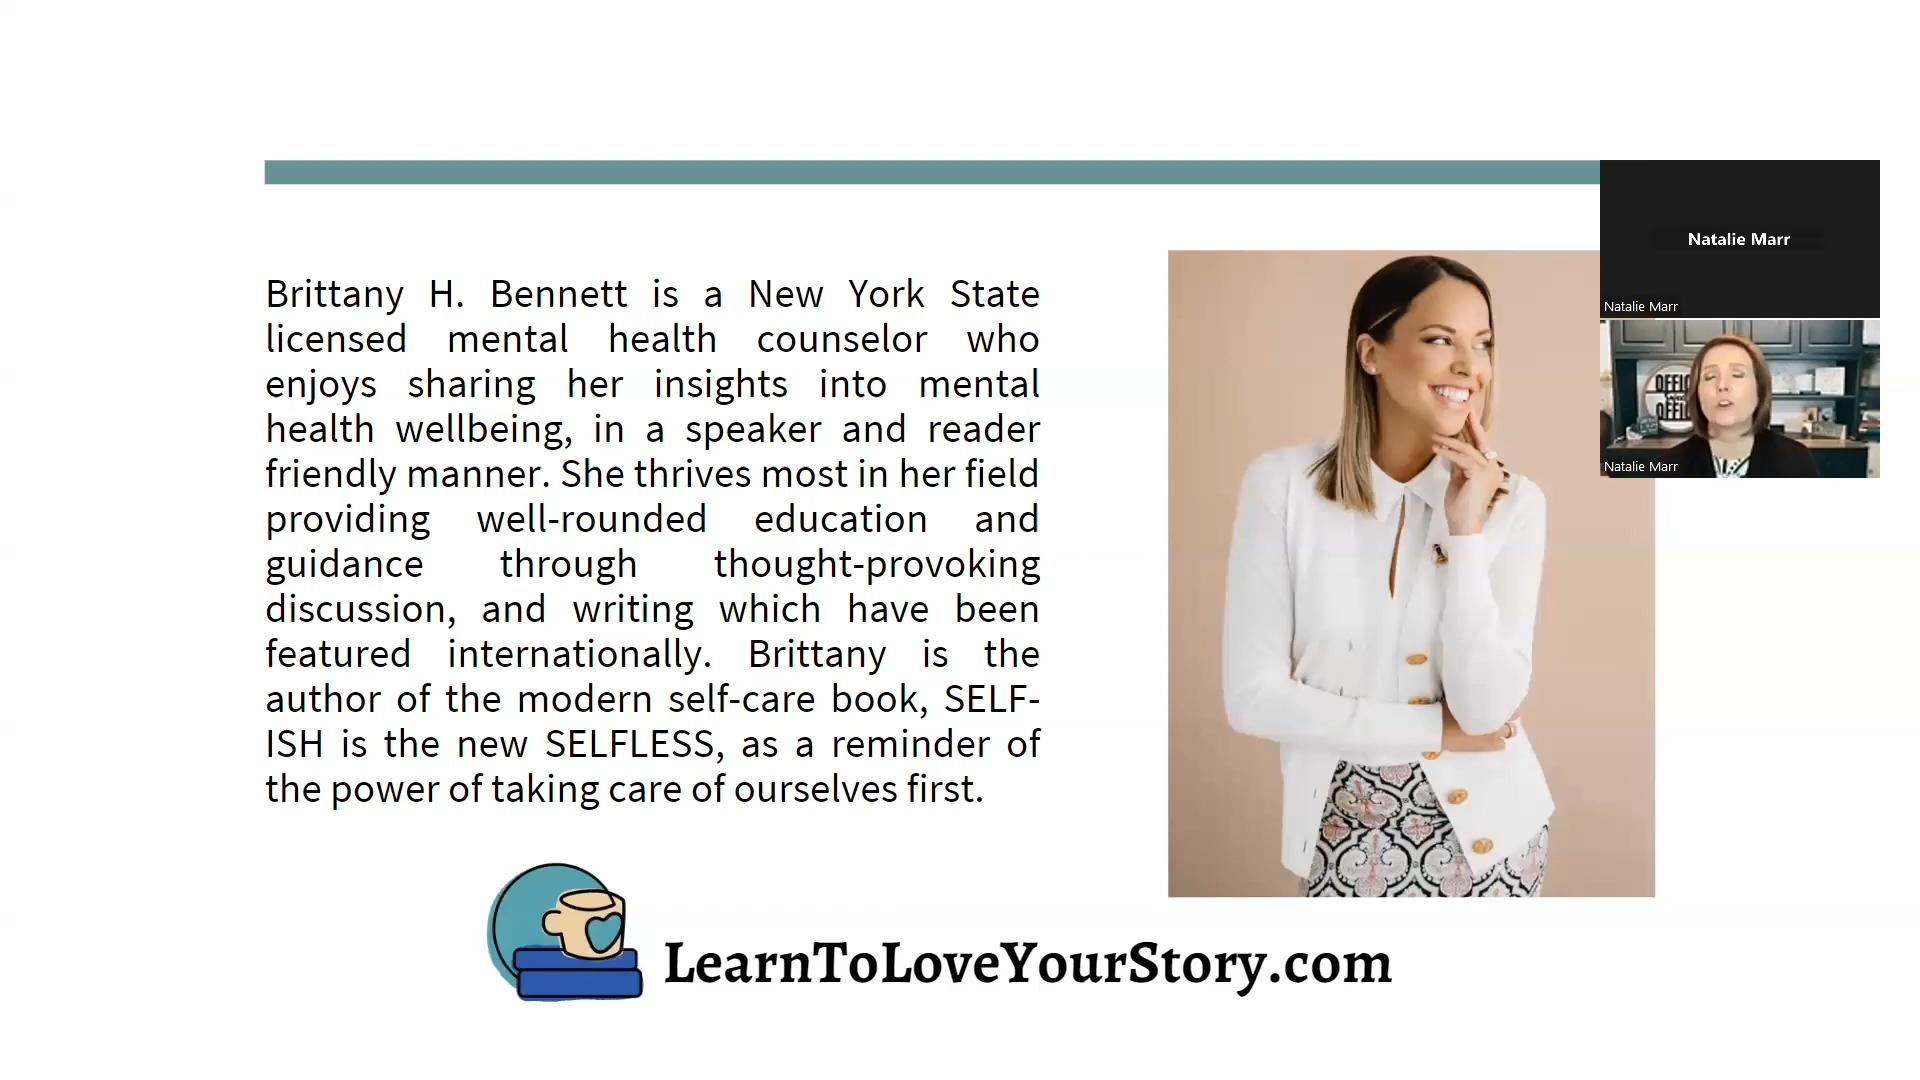 Brittany H. Bennett is a New York State
licensed mental health counselor who
enjoys sharing her insights into mental
health wellbeing, in a speaker and reader
friendly manner. She thrives most in her field
providing well-rounded education and
guidance through thought-provoking
discussion, and writing which have been
featured internationally. Brittany is the
author of the modern self-care book, SELF-
ISH is the new SELFLESS, as a reminder of
the power of taking care of ourselves first.
LearnToLoveYourStory.com
Natalie Marr
Natalie Marr
OFFIC
OFFIC
Natalie Marr